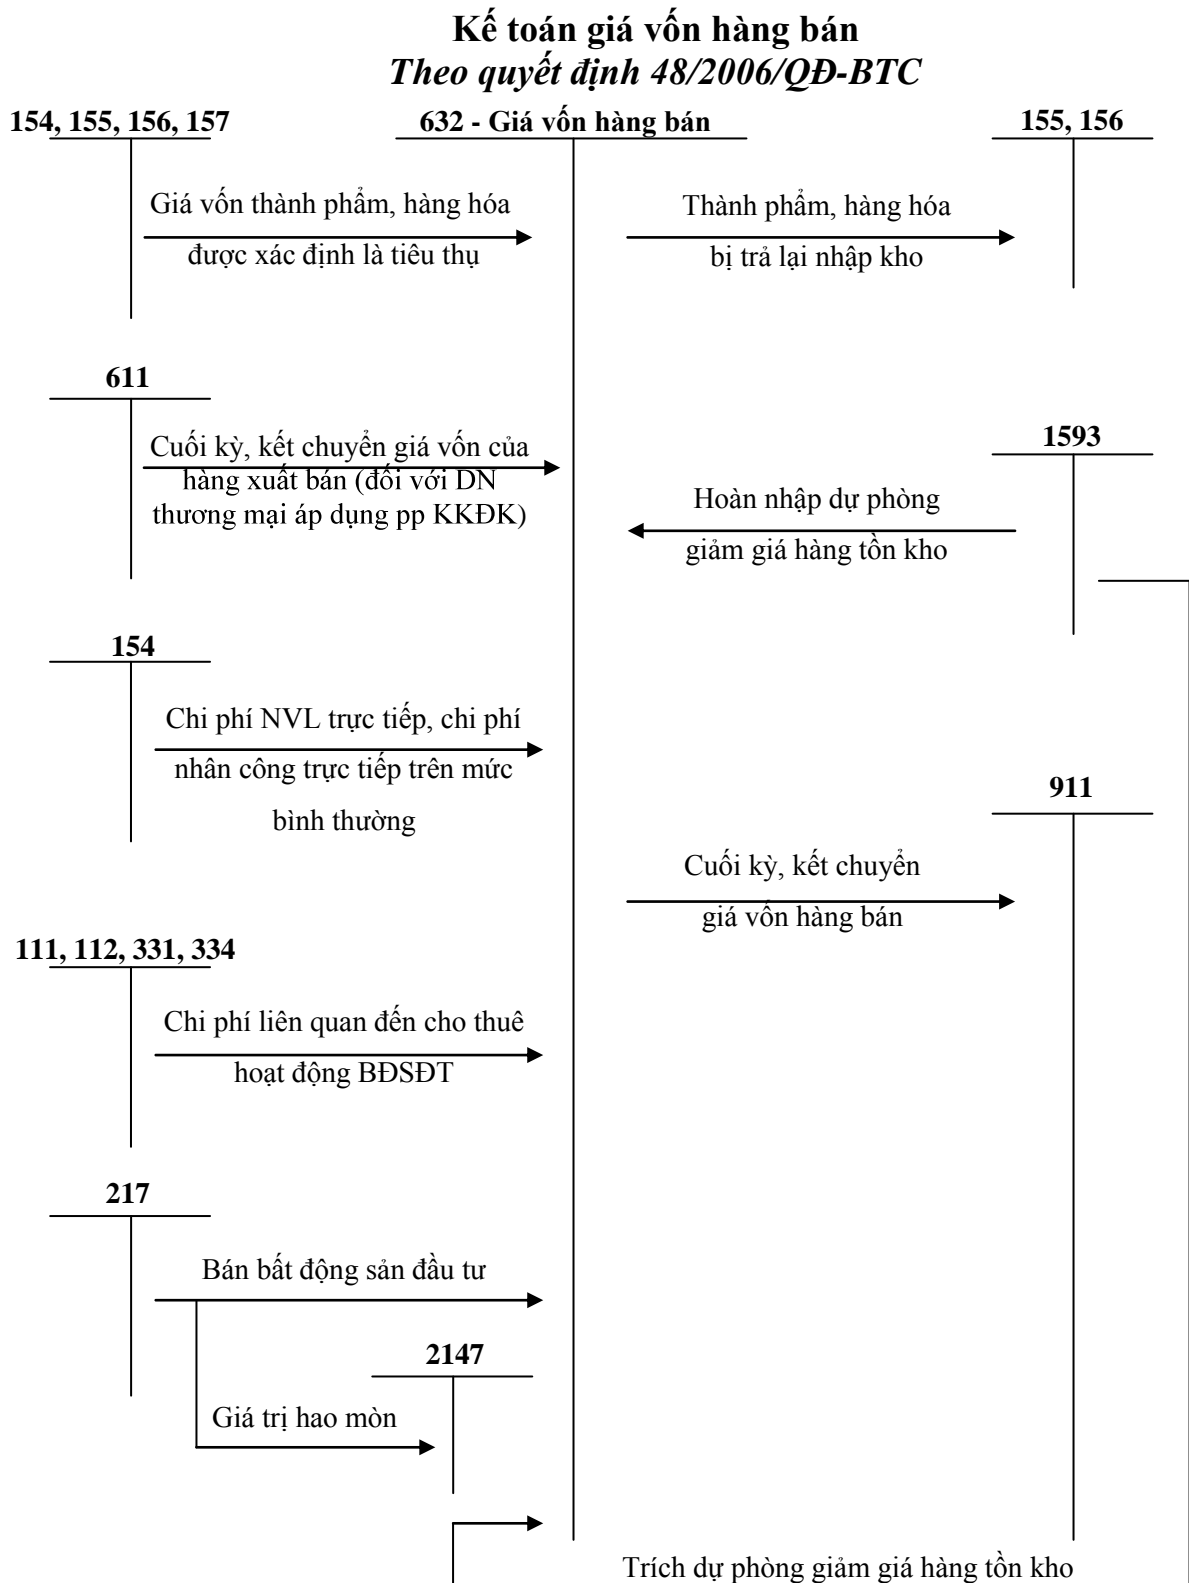 Kế toán giá vốn hàng bán
Theo quyết định 48/2006/QĐ-BTC
154, 155, 156, 157
632 - Giá vốn hàng bán
155, 156
Giá vốn thành phẩm, hàng hóa
được xác định là tiêu thụ
Thành phẩm, hàng hóa
bị trả lại nhập kho
611
Cuối kỳ, kết chuyển giá vốn của
hàng xuất bán (đối với DN
thương mại áp dụng pp KKĐK)
1593
Hoàn nhập dự phòng
giảm giá hàng tồn kho
154
Chi phí NVL trực tiếp, chi phí
nhân công trực tiếp trên mức
bình thường
911
Cuối kỳ, kết chuyển
giá vốn hàng bán
111, 112, 331, 334
Chi phí liên quan đến cho thuê
hoạt động BĐSĐT
217
Bán bất động sản đầu tư
2147
Giá trị hao mòn
Trích dự phòng giảm giá hàng tồn kho